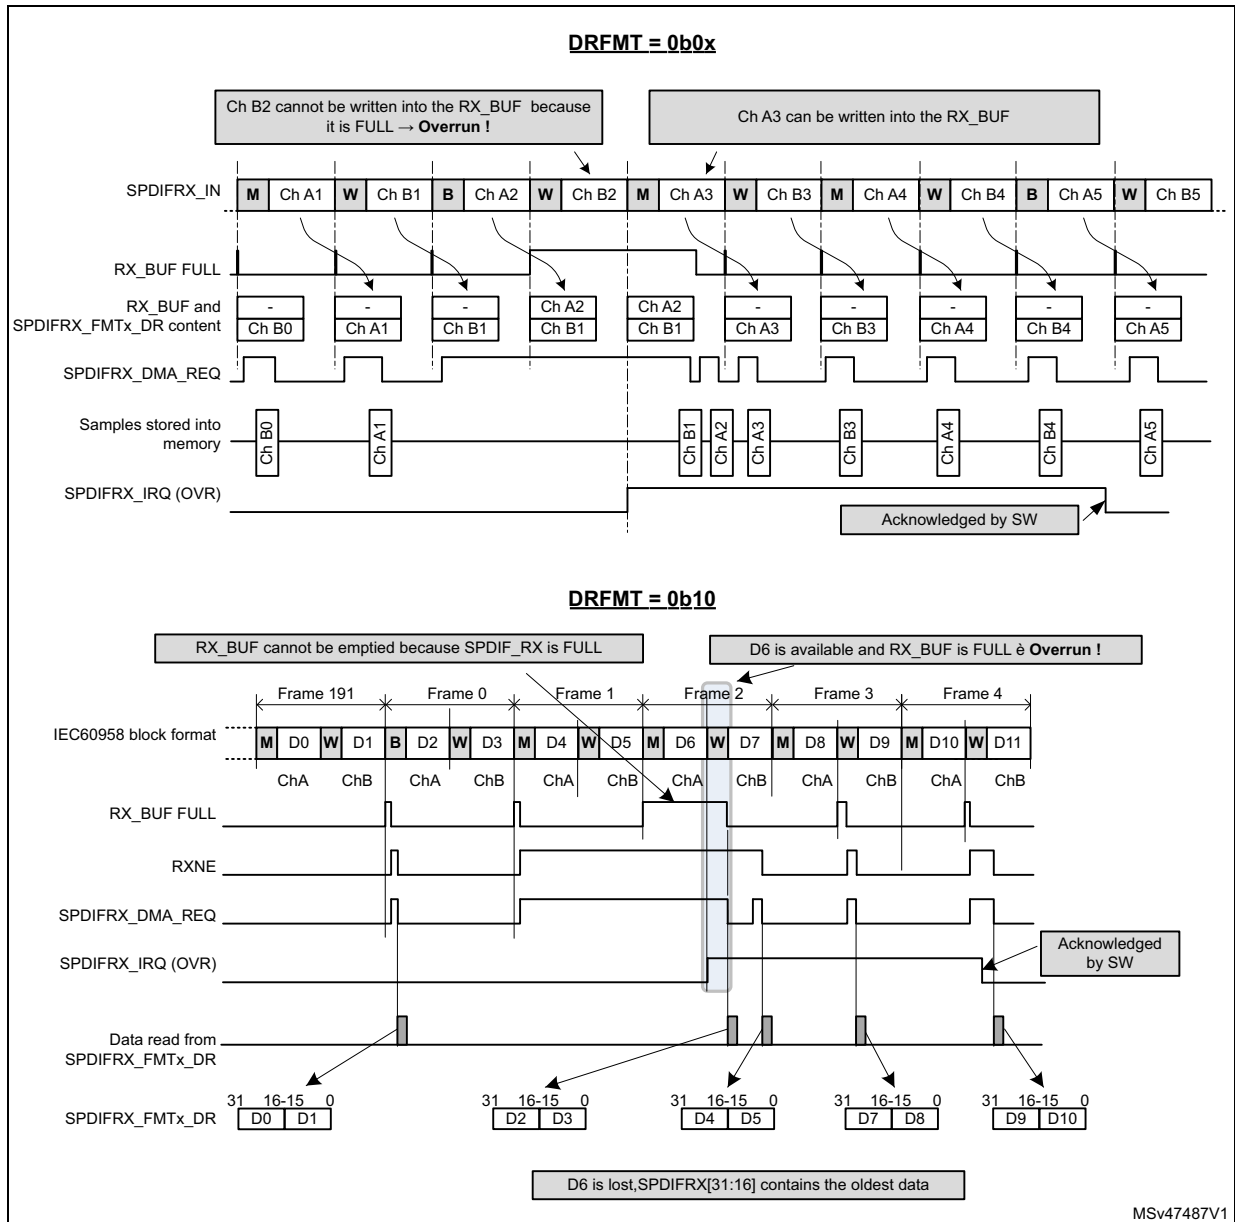 DRFMT = 0b0x
Ch B2 cannot be written into the RX_BUF because
it is FULL → Overrun !
Ch A3 can be written into the RX_BUF
SPDIFRX_IN
M Ch A1 W Ch B1 B Ch A2 W Ch B2 M Ch A3 W Ch B3 M Ch A4 W Ch B4 B Ch A5 W Ch B5
RX_BUF FULL
RX_BUF and
SPDIFRX_FMTx_DR content
- - - Ch A2 Ch A2 - - - - -
Ch B0 Ch A1 Ch B1 Ch B1 Ch B1 Ch A3 Ch B3 Ch A4 Ch B4 Ch A5
SPDIFRX_DMA_REQ
Samples stored into
memory
Ch B0 Ch A1 Ch B1 Ch A2 Ch A3 Ch B3 Ch A4 Ch B4 Ch A5
SPDIFRX_IRQ (OVR)
Acknowledged by SW
DRFMT = 0b10
RX_BUF cannot be emptied because SPDIF_RX is FULL
D6 is available and RX_BUF is FULL è Overrun !
Frame 191 Frame 0 Frame 1 Frame 2 Frame 3 Frame 4
IEC60958 block format
M D0 W D1 B D2 W D3 M D4 W D5 M D6 W D7 M D8 W D9 M D10 W D11
ChA ChB ChA ChB ChA ChB ChA ChB ChA ChB ChA ChB
RX_BUF FULL
RXNE
SPDIFRX_DMA_REQ
SPDIFRX_IRQ (OVR)
Acknowledged
by SW
Data read from
SPDIFRX_FMTx_DR
31 16-15 0 31 16-15 0 31 16-15 0 31 16-15 0 31 16-15 0
SPDIFRX_FMTx_DR
D0 D1 D2 D3 D4 D5 D7 D8 D9 D10
D6 is lost,SPDIFRX[31:16] contains the oldest data
MSv47487V1